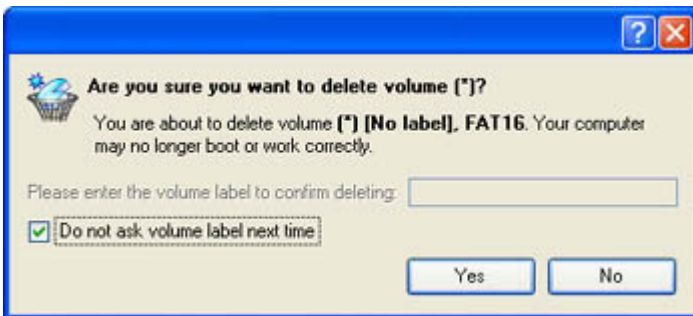 Are you sure you want to delete volume (*)?
You are about to delete volume (*) [No label], FAT16. Your computer
may no longer boot or work correctly.
Please enter the volume label to confirm deleting:
Do not ask volume label next time
Yes No